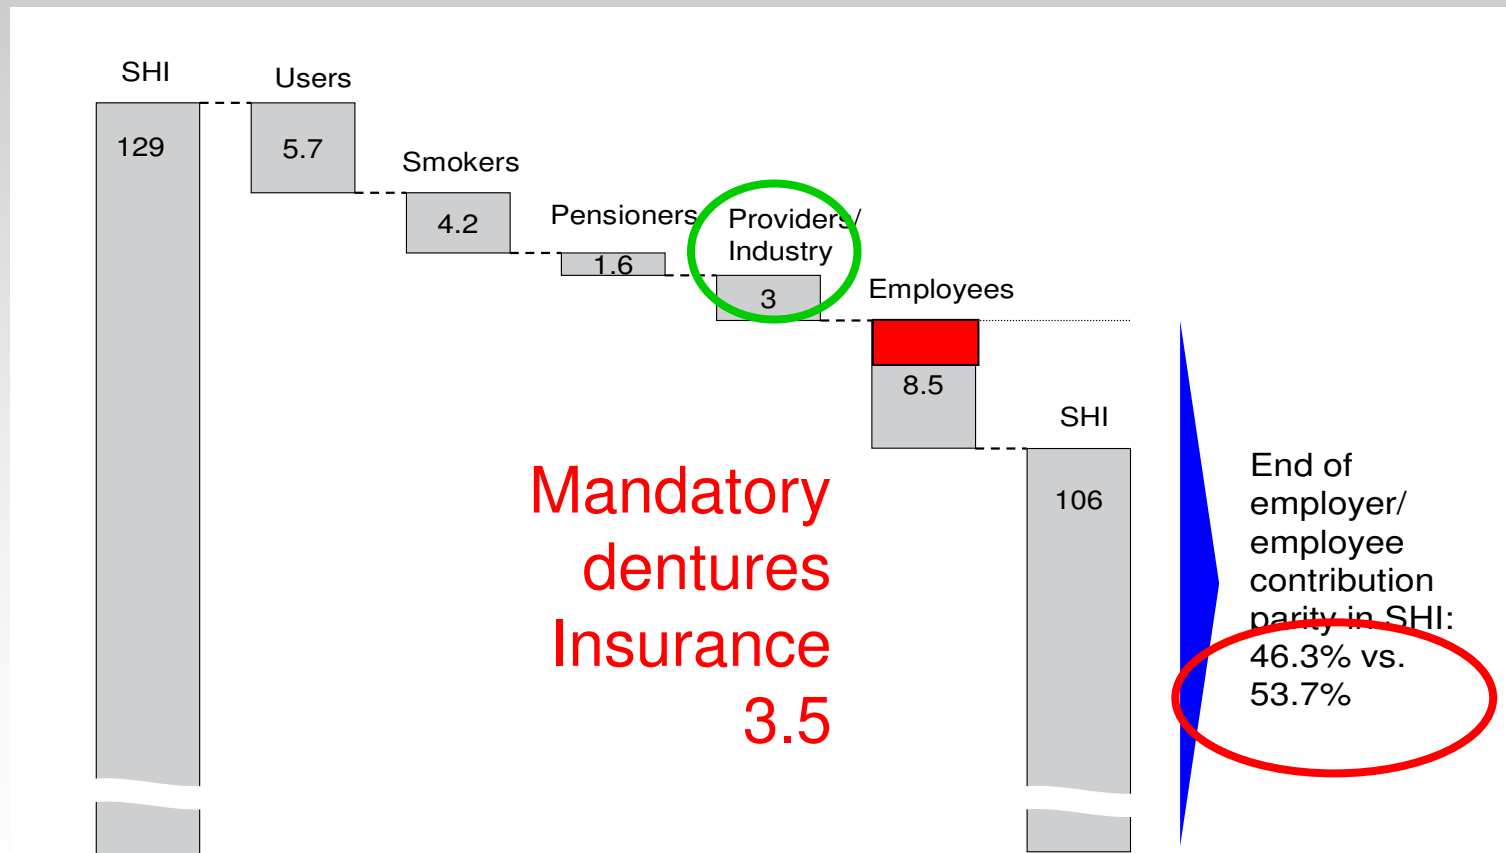 SHI
129
Users
5.7
Smokers
4.2
Pensioners
1.6
Providers/
Industry
3
Employees
8.5
SHI
106
Mandatory
dentures
Insurance
3.5
End of
employer/
employee
contribution
parity in SHI:
46.3% vs.
53.7%